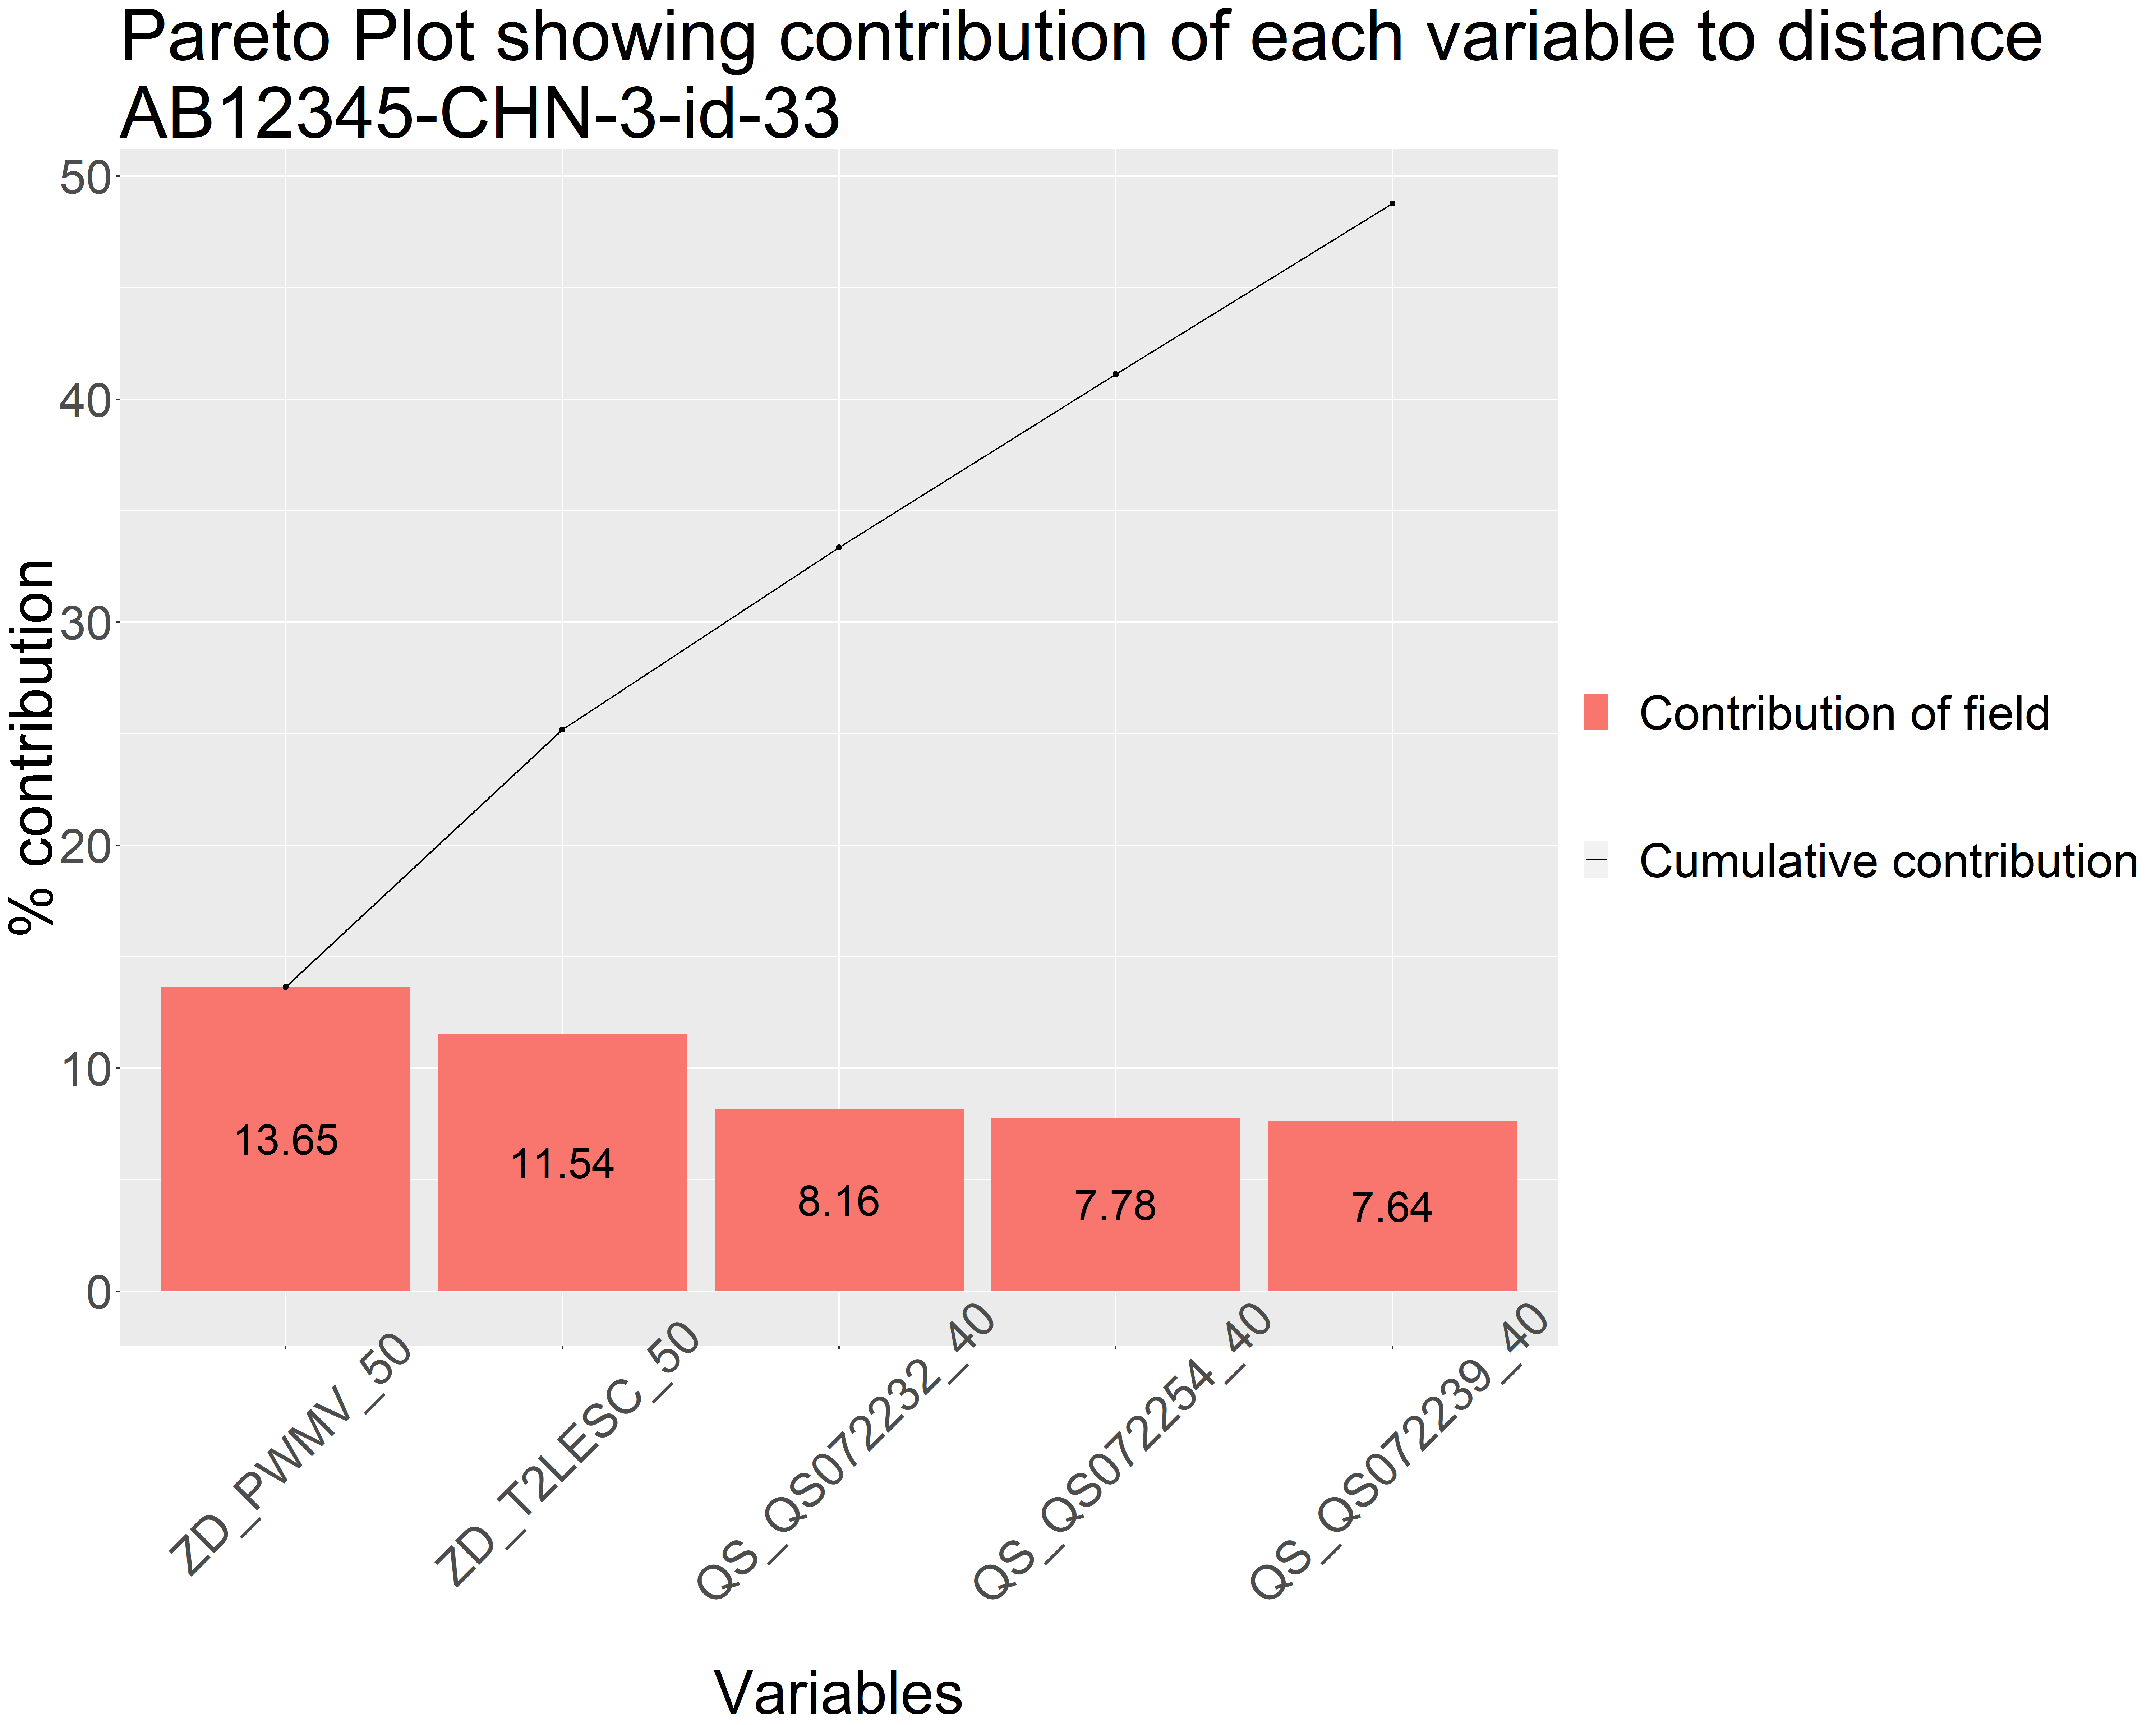 Pareto Plot showing contribution of each variable to distance
AB12345-CHN-3-id-33
% contribution
50
40
30
20
10
0
13.65
11.54
8.16
7.78
7.64
ZD_PWMV_50
ZD_T2LESC_50
QS_QS072232_40
QS_QS072254_40
QS_QS072239_40
Variables
Contribution of field
Cumulative contribution